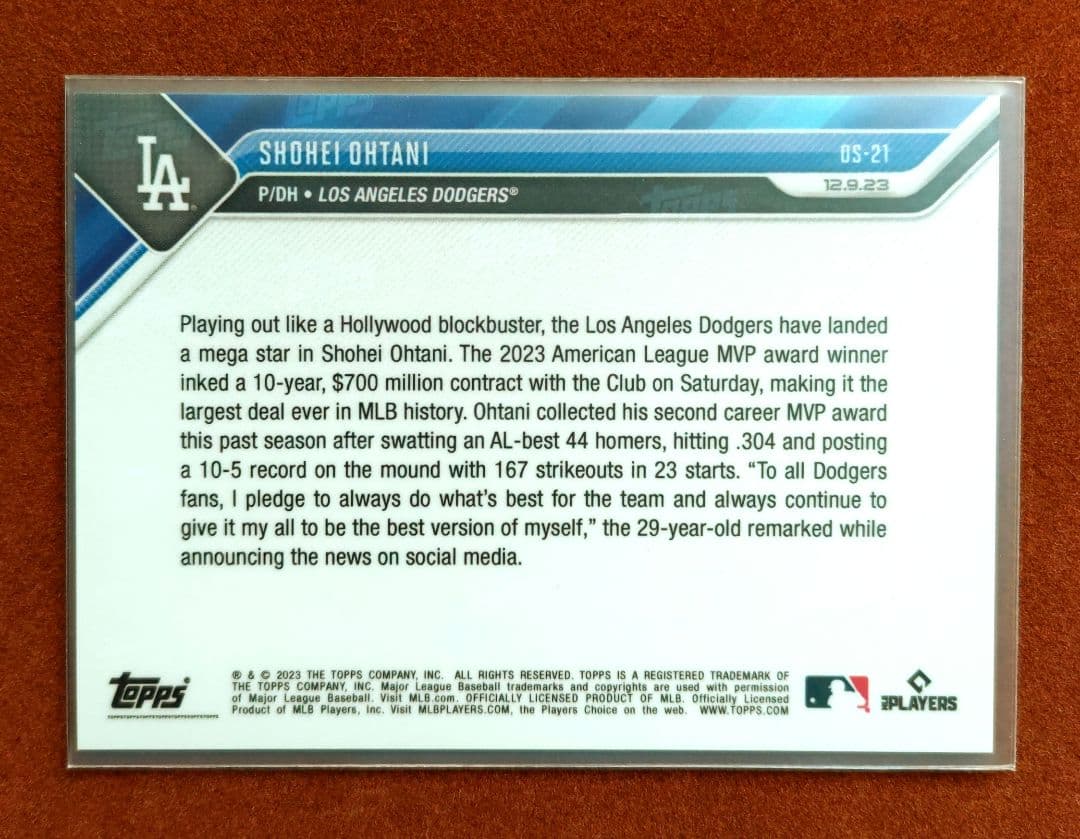 LA
SHOHEI OHTANI
OS-21
P/DH • LOS ANGELES DODGERS®
12.9.23
Playing out like a Hollywood blockbuster, the Los Angeles Dodgers have landed
a mega star in Shohei Ohtani. The 2023 American League MVP award winner
inked a 10-year, $700 million contract with the Club on Saturday, making it the
largest deal ever in MLB history. Ohtani collected his second career MVP award
this past season after swatting an AL-best 44 homers, hitting .304 and posting
a 10-5 record on the mound with 167 strikeouts in 23 starts. “To all Dodgers
fans, I pledge to always do what’s best for the team and always continue to
give it my all to be the best version of myself,” the 29-year-old remarked while
announcing the news on social media.
Topps
® & © 2023 THE TOPPS COMPANY, INC. ALL RIGHTS RESERVED. TOPPS IS A REGISTERED TRADEMARK OF
THE TOPPS COMPANY, INC. Major League Baseball trademarks and copyrights are used with permission
of Major League Baseball. Visit MLB.com. OFFICIALLY LICENSED PRODUCT OF MLB. Officially Licensed
Product of MLB Players, Inc. Visit MLBPLAYERS.COM, the Players Choice on the web. WWW.TOPPS.COM
PLAYERS